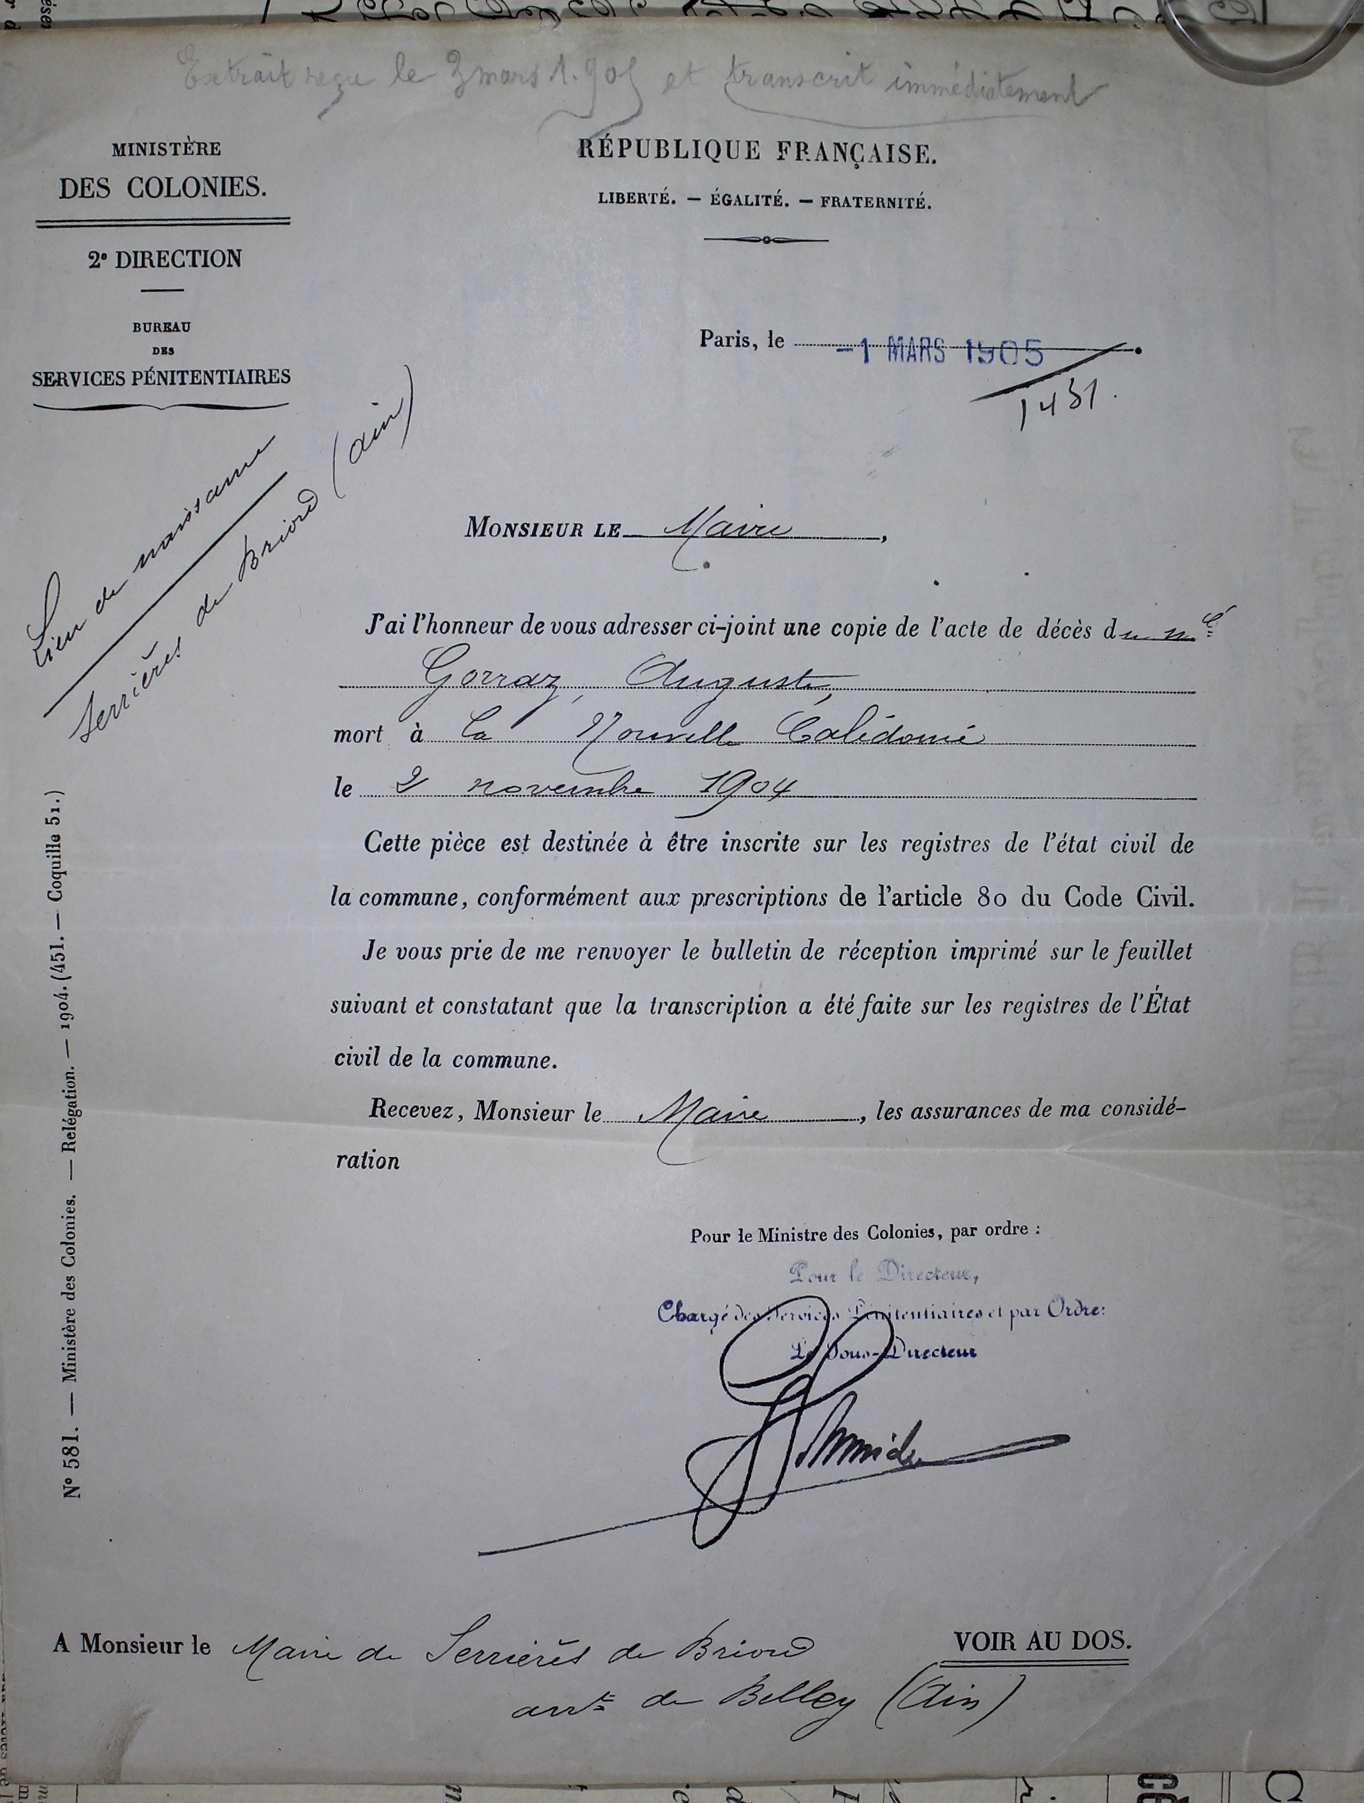 Extrait reçu le 3 mars 1.905 et transcrit immédiatement
MINISTÈRE
DES COLONIES.
2e DIRECTION
BUREAU
DES
SERVICES PÉNITENTIAIRES
RÉPUBLIQUE FRANÇAISE.
LIBERTÉ. — ÉGALITÉ. — FRATERNITÉ.
Paris, le -1 MARS 1905
1431.
Lieu de naissance
Serrières de Briord (Ain)
MONSIEUR LE Maire,
J'ai l'honneur de vous adresser ci-joint une copie de l'acte de décès du né
Gorraz, Auguste,
mort à la Nouvelle Calédonie
le 2 novembre 1904
Cette pièce est destinée à être inscrite sur les registres de l'état civil de
la commune, conformément aux prescriptions de l'article 80 du Code Civil.
Je vous prie de me renvoyer le bulletin de réception imprimé sur le feuillet
suivant et constatant que la transcription a été faite sur les registres de l'État
civil de la commune.
Recevez, Monsieur le Maire, les assurances de ma considé-
ration
Pour le Ministre des Colonies, par ordre :
Pour le Directeur,
Chargé des Services Pénitentiaires et par Ordre:
Le Sous-Directeur
N° 581. — Ministère des Colonies. — Relégation. — 1904. (451. — Coquille 51.)
A Monsieur le Maire de Serrières de Briord
arrt de Belley (Ain)
VOIR AU DOS.